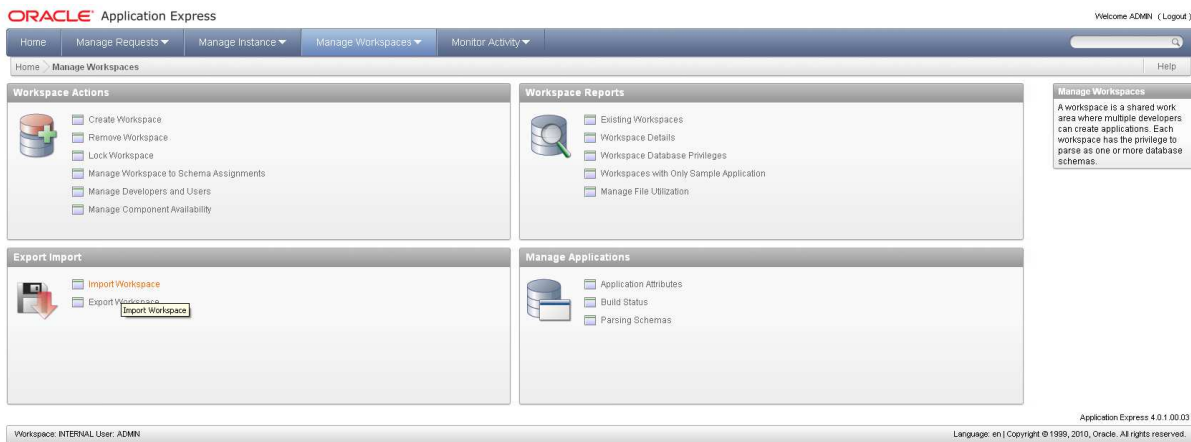 ORACLE Application Express
Welcome ADMIN ( Logout )
Home
Manage Requests
Manage Instance
Manage Workspaces
Monitor Activity
Home
Manage Workspaces
Help
Workspace Actions
Create Workspace
Remove Workspace
Lock Workspace
Manage Workspace to Schema Assignments
Manage Developers and Users
Manage Component Availability
Workspace Reports
Existing Workspaces
Workspace Details
Workspace Database Privileges
Workspaces with Only Sample Application
Manage File Utilization
Manage Workspaces
A workspace is a shared work
area where multiple developers
can create applications. Each
workspace has the privilege to
parse as one or more database
schemas.
Export Import
Import Workspace
Export Workspace
Import Workspace
Manage Applications
Application Attributes
Build Status
Parsing Schemas
Application Express 4.0.1.00.03
Workspace: INTERNAL User: ADMIN
Language: en | Copyright © 1999, 2010, Oracle. All rights reserved.